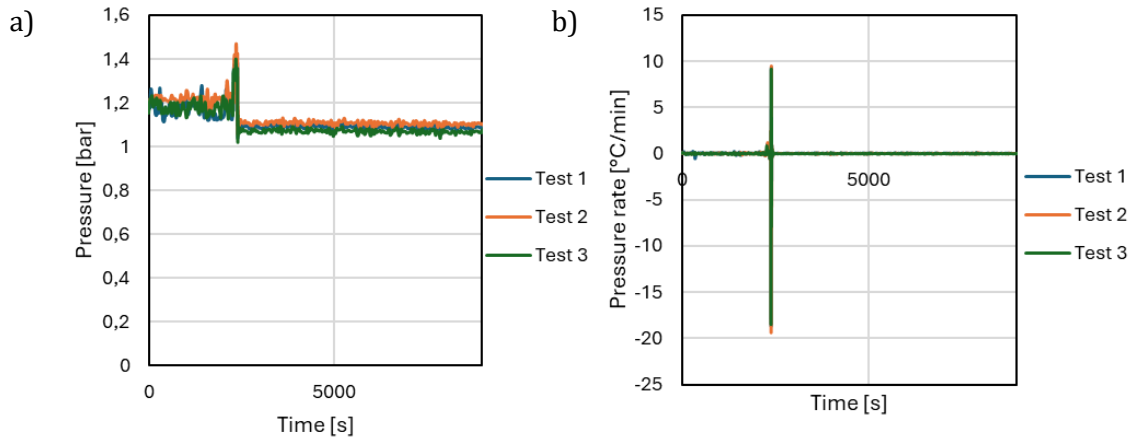 a)
1,6
1,4
1,2
1
0,8
0,6
0,4
0,2
0
0 5000
Pressure [bar]
Time [s]
Test 1
Test 2
Test 3
b)
15
10
5
0
-5
-10
-15
-20
-25
0 5000
Pressure rate [°C/min]
Time [s]
Test 1
Test 2
Test 3